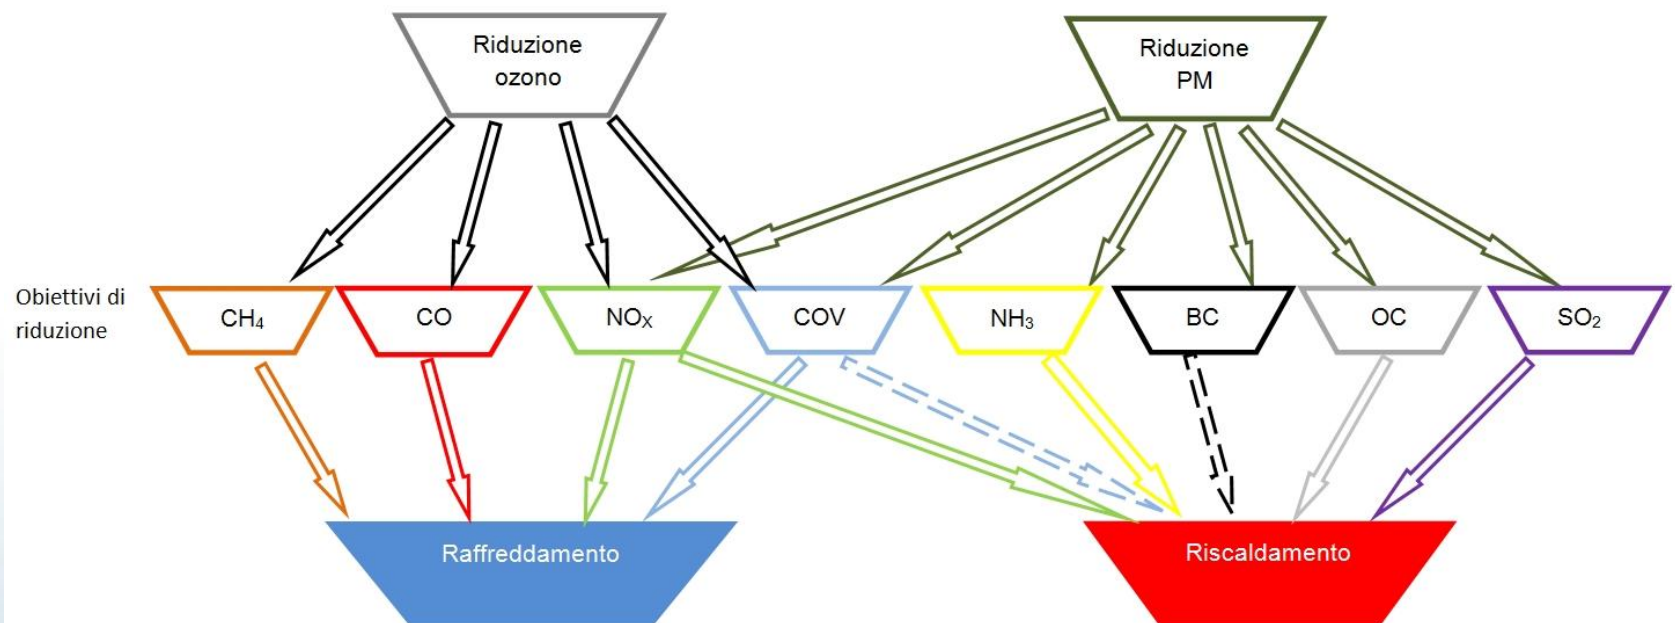 Riduzione
ozono
Riduzione
PM
Obiettivi di
riduzione
CH₄
CO
NOₓ
COV
NH₃
BC
OC
SO₂
Raffreddamento
Riscaldamento